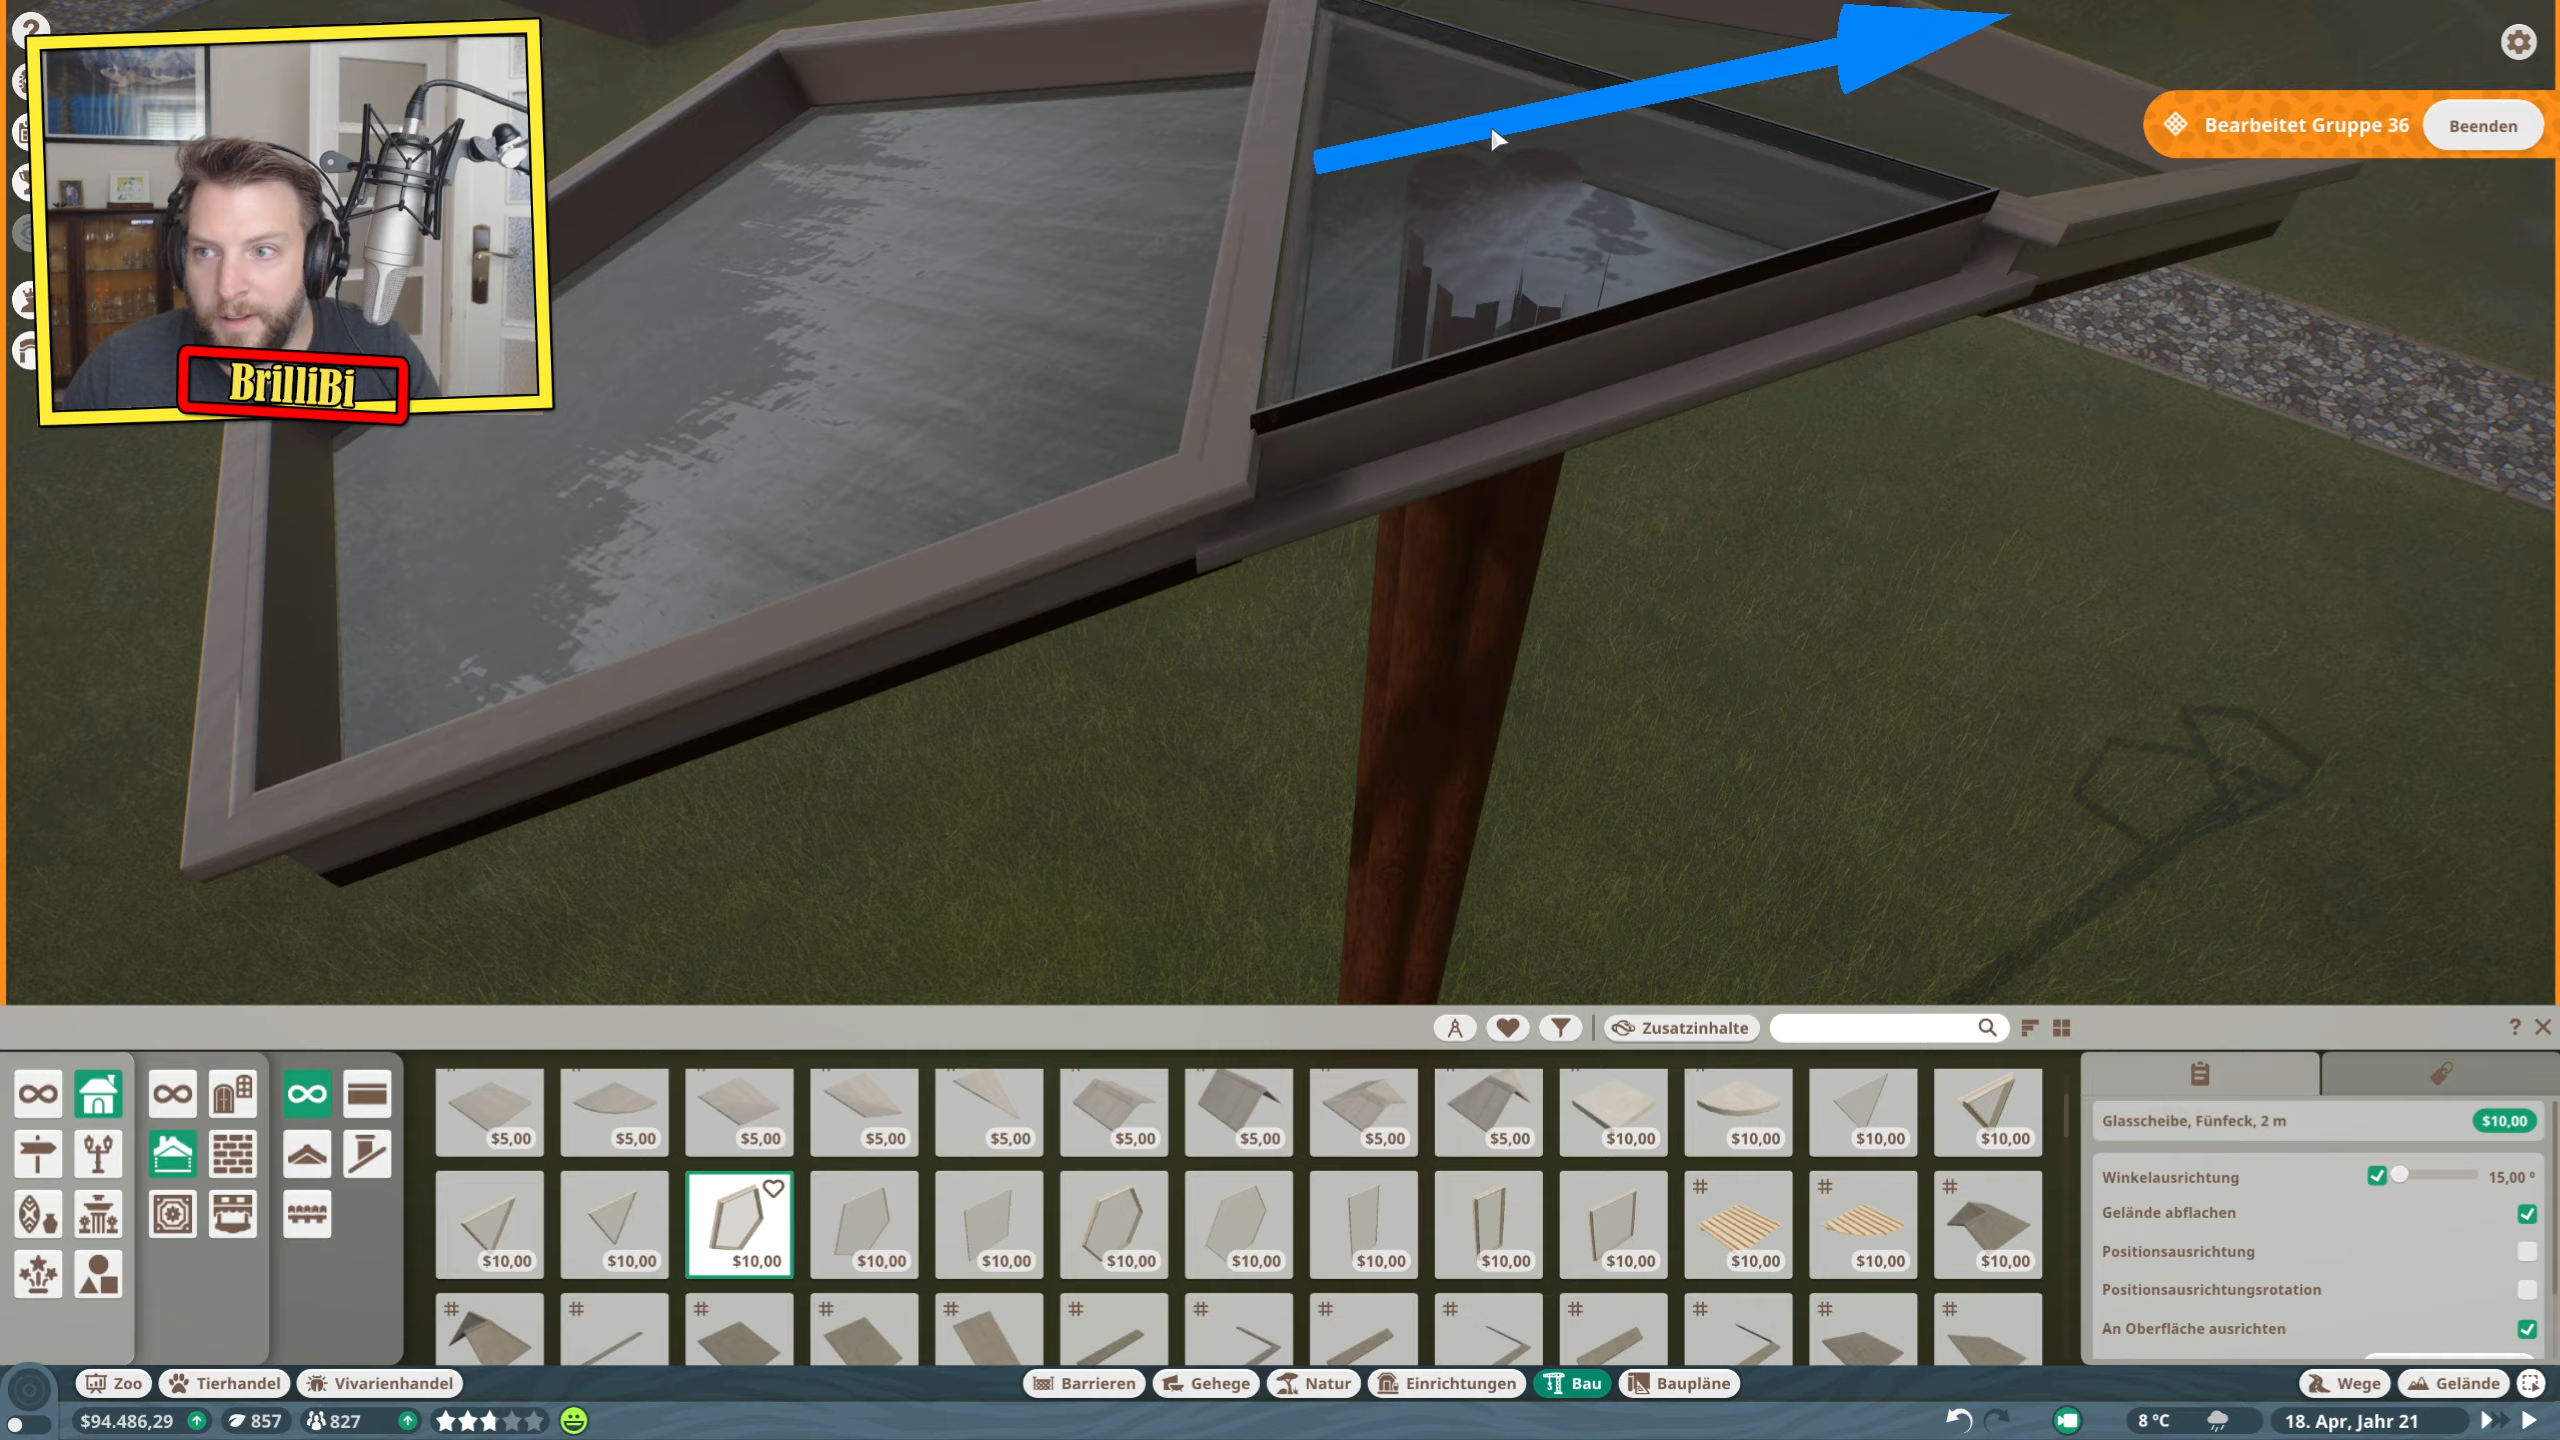 ?
BrilliBi
Bearbeitet Gruppe 36
Beenden
Zusatzinhalte
?
$5,00 $5,00 $5,00 $5,00 $5,00 $5,00 $5,00 $5,00 $5,00 $10,00 $10,00 $10,00 $10,00
$10,00 $10,00 $10,00 $10,00 $10,00 $10,00 $10,00 $10,00 $10,00 $10,00 $10,00 $10,00 $10,00
Glasscheibe, Fünfeck, 2 m $10,00
Winkelausrichtung 15,00 °
Gelände abflachen
Positionsausrichtung
Positionsausrichtungsrotation
An Oberfläche ausrichten
Zoo Tierhandel Vivarienhandel Barrieren Gehege Natur Einrichtungen Bau Baupläne Wege Gelände
$94.486,29 857 827 8 °C 18. Apr, Jahr 21